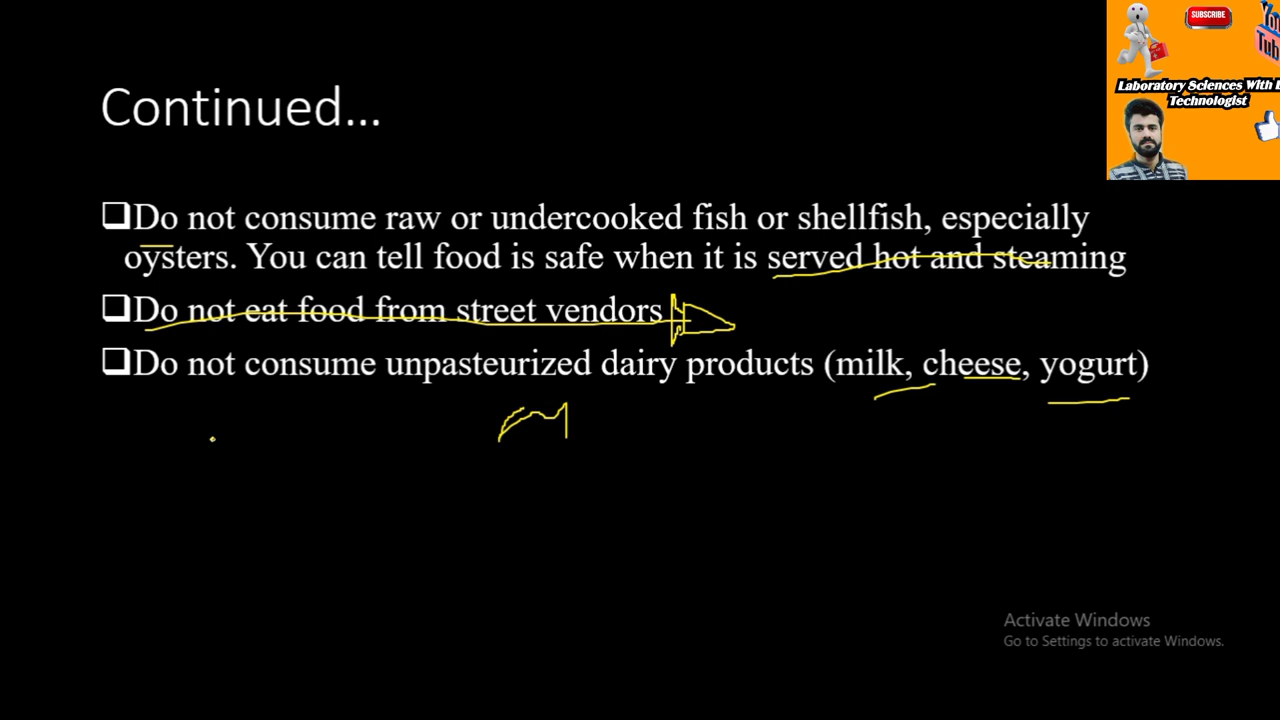 SUBSCRIBE
Laboratory Sciences With
Technologist
Continued...
Do not consume raw or undercooked fish or shellfish, especially
oysters. You can tell food is safe when it is served hot and steaming
Do not eat food from street vendors
Do not consume unpasteurized dairy products (milk, cheese, yogurt)
Activate Windows
Go to Settings to activate Windows.